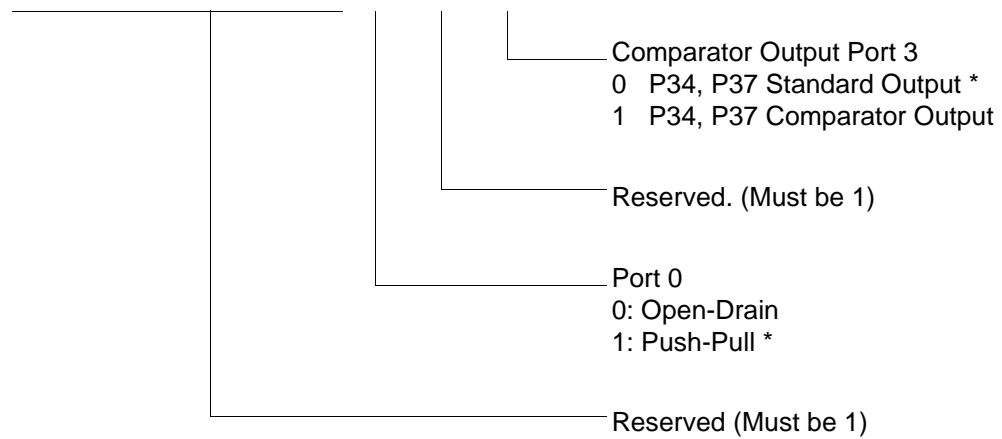 Comparator Output Port 3
0 P34, P37 Standard Output *
1 P34, P37 Comparator Output
Reserved. (Must be 1)
Port 0
0: Open-Drain
1: Push-Pull *
Reserved (Must be 1)